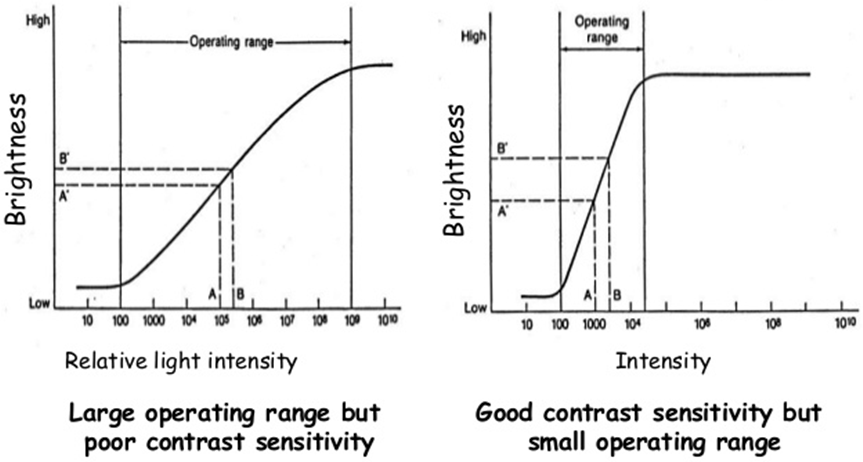 High
Operating range
Brightness
B'
A'
A
B
Low
10 100 1000 10⁴ 10⁵ 10⁶ 10⁷ 10⁸ 10⁹ 10¹⁰
Relative light intensity
Large operating range but
poor contrast sensitivity
Operating
range
High
Brightness
B'
A'
A
B
Low
10 100 1000 10⁴ 10⁶ 10⁸ 10¹⁰
Intensity
Good contrast sensitivity but
small operating range